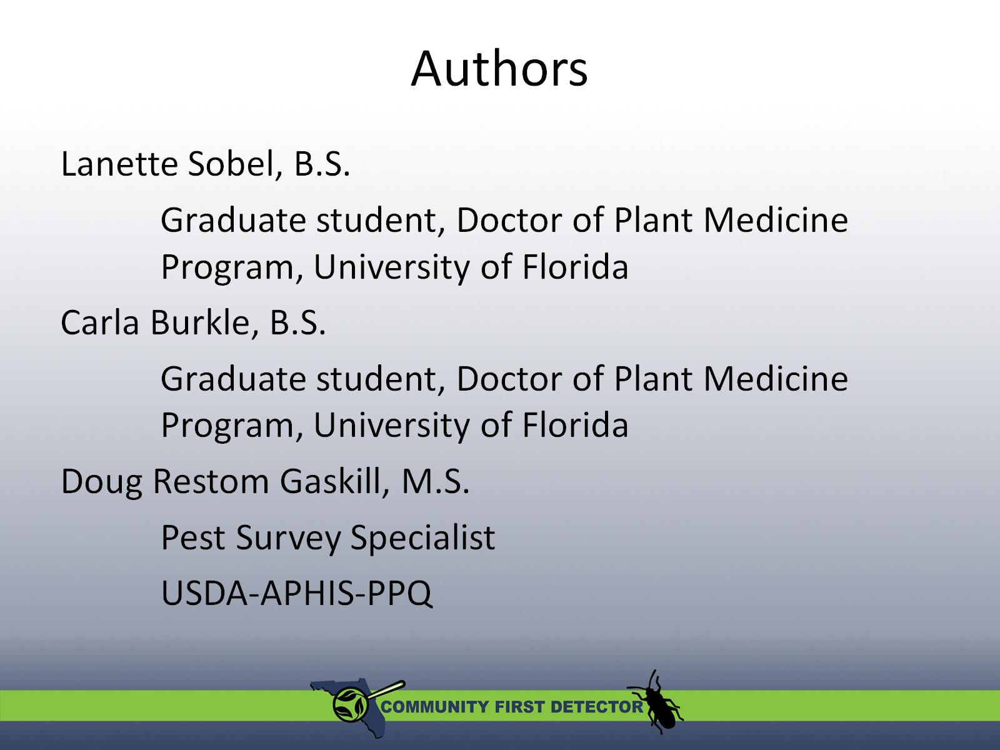 Authors
Lanette Sobel, B.S.
Graduate student, Doctor of Plant Medicine
Program, University of Florida
Carla Burkle, B.S.
Graduate student, Doctor of Plant Medicine
Program, University of Florida
Doug Restom Gaskill, M.S.
Pest Survey Specialist
USDA-APHIS-PPQ
COMMUNITY FIRST DETECTOR